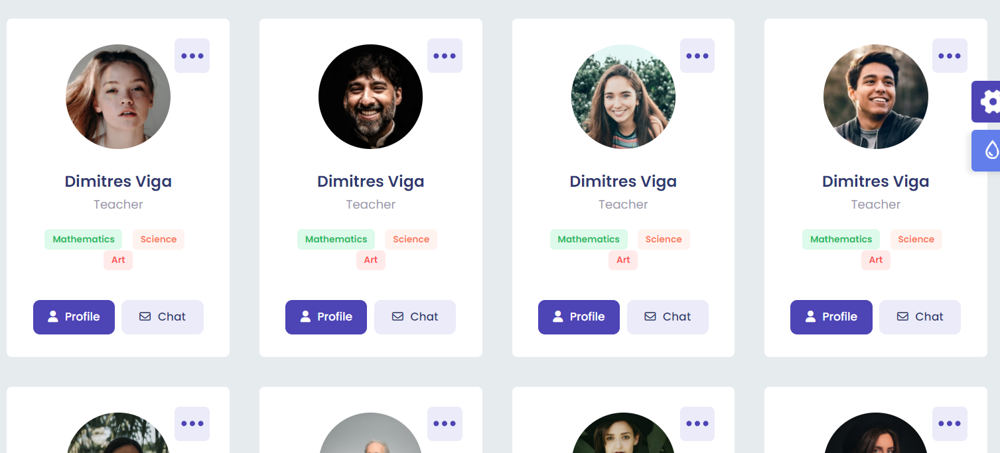 Dimitres Viga Dimitres Viga Dimitres Viga Dimitres Viga
Teacher Teacher Teacher Teacher
Mathematics Science Mathematics Science Mathematics Science Mathematics Science
Art Art Art Art
Profile Chat Profile Chat Profile Chat Profile Chat